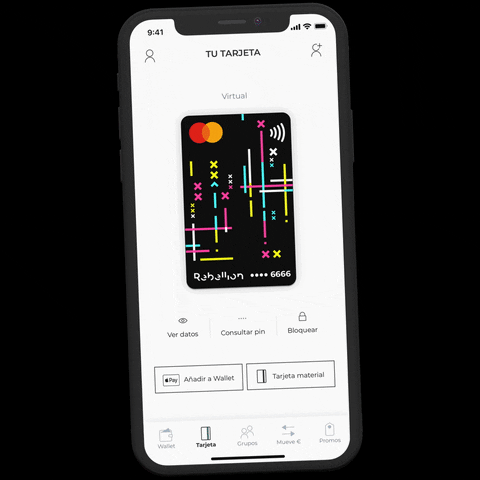 9:41
TU TARJETA
Virtual
Rebellion •••• 6666
Ver datos
Consultar pin
Bloquear
Pay Añadir a Wallet
Tarjeta material
Wallet
Tarjeta
Grupos
Mueve €
Promos